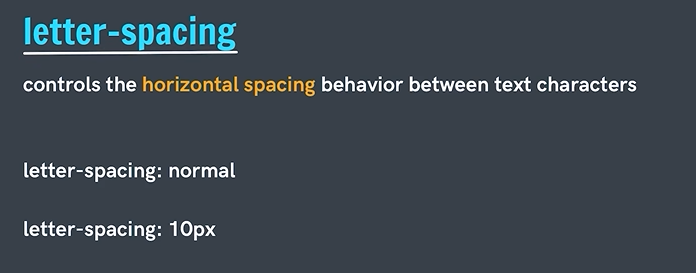 letter-spacing
controls the horizontal spacing behavior between text characters
letter-spacing: normal
letter-spacing: 10px